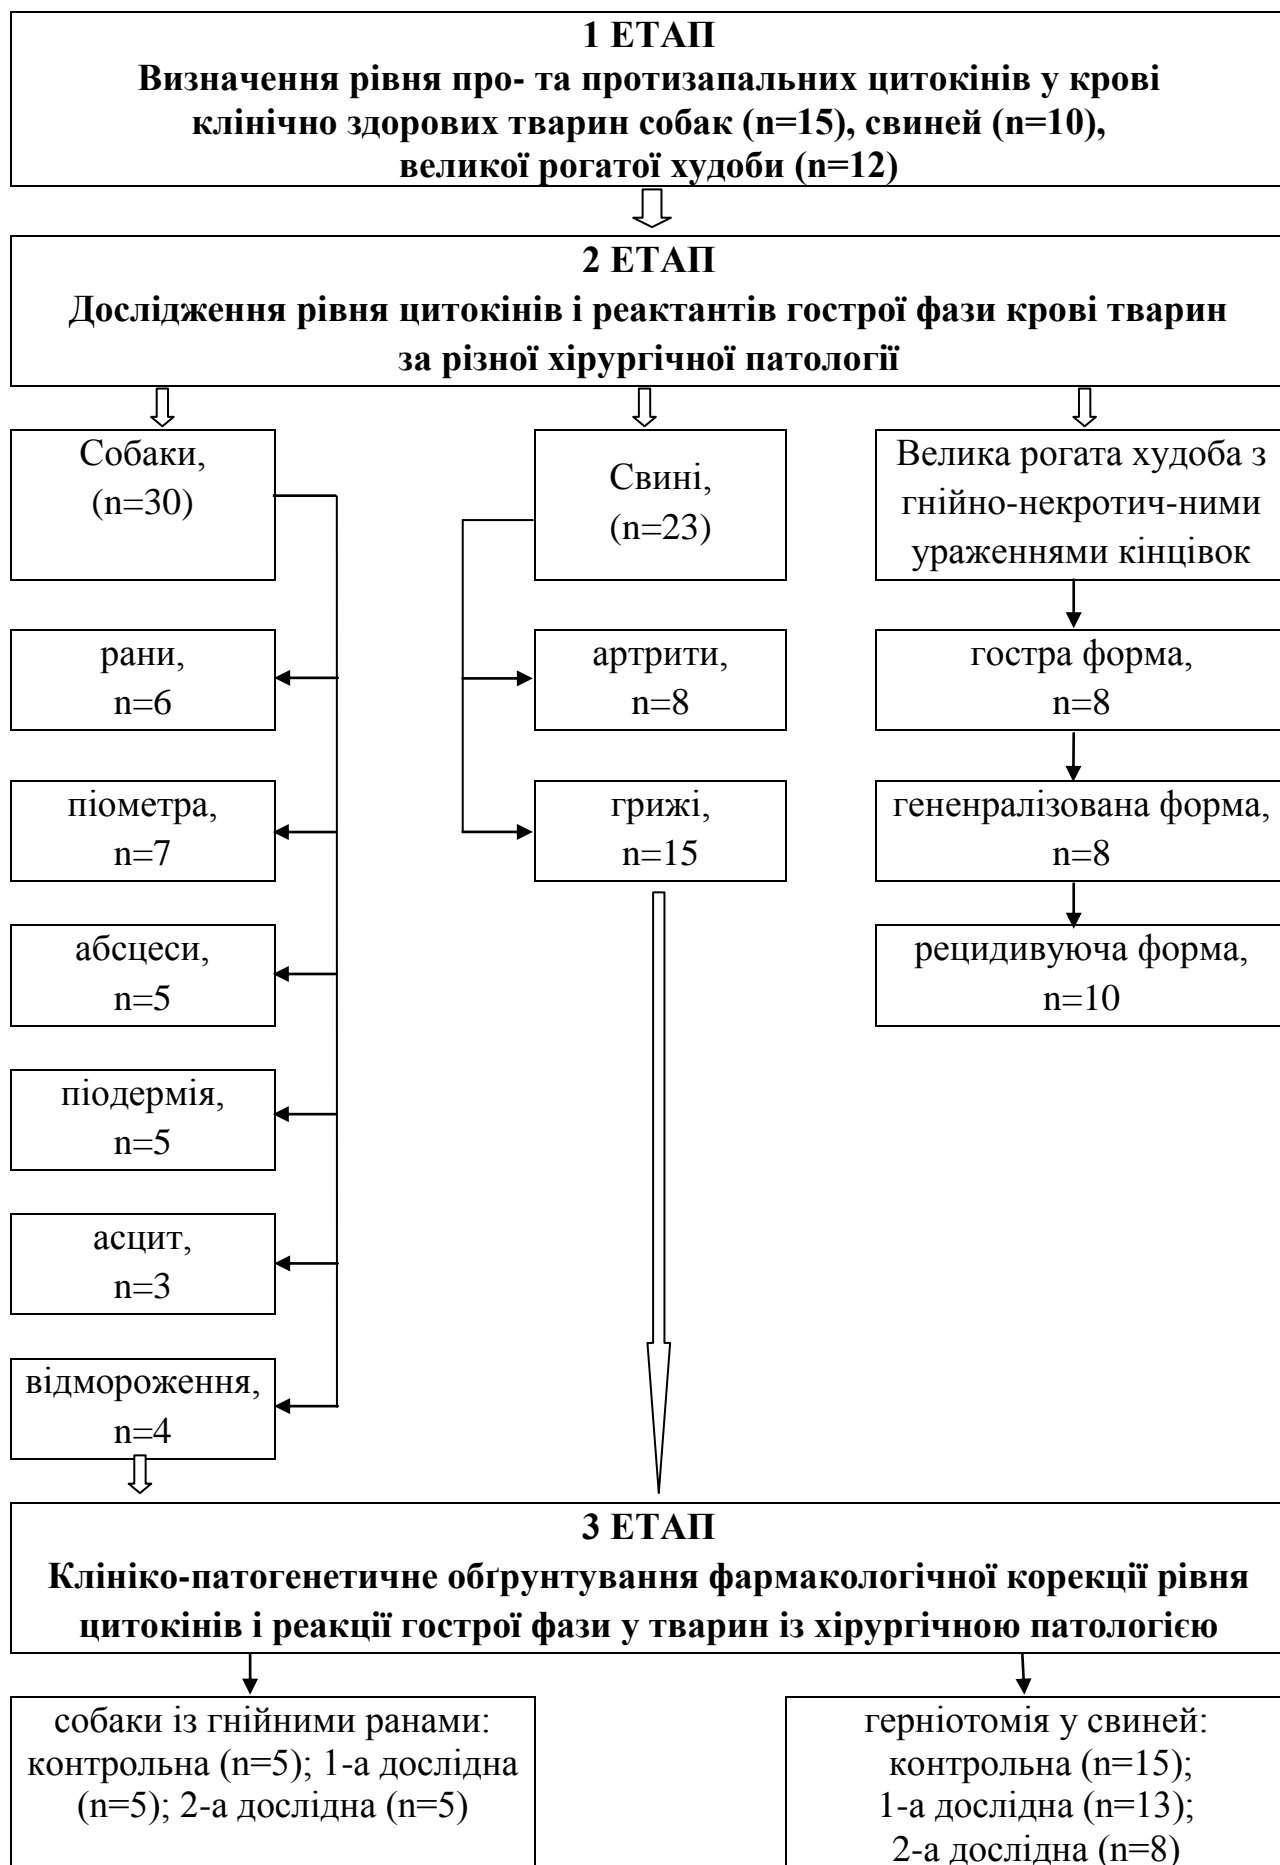 1 ЕТАП
Визначення рівня про- та протизапальних цитокінів у крові
клінічно здорових тварин собак (n=15), свиней (n=10),
великої рогатої худоби (n=12)
2 ЕТАП
Дослідження рівня цитокінів і реактантів гострої фази крові тварин
за різної хірургічної патології
Собаки,
(n=30)
Свині,
(n=23)
Велика рогата худоба з
гнійно-некротич-ними
ураженнями кінцівок
рани,
n=6
артрити,
n=8
гостра форма,
n=8
піометра,
n=7
грижі,
n=15
гененралізована форма,
n=8
абсцеси,
n=5
рецидивуюча форма,
n=10
піодермія,
n=5
асцит,
n=3
відмороження,
n=4
3 ЕТАП
Клініко-патогенетичне обґрунтування фармакологічної корекції рівня
цитокінів і реакції гострої фази у тварин із хірургічною патологією
собаки із гнійними ранами:
контрольна (n=5); 1-а дослідна
(n=5); 2-а дослідна (n=5)
герніотомія у свиней:
контрольна (n=15);
1-а дослідна (n=13);
2-а дослідна (n=8)